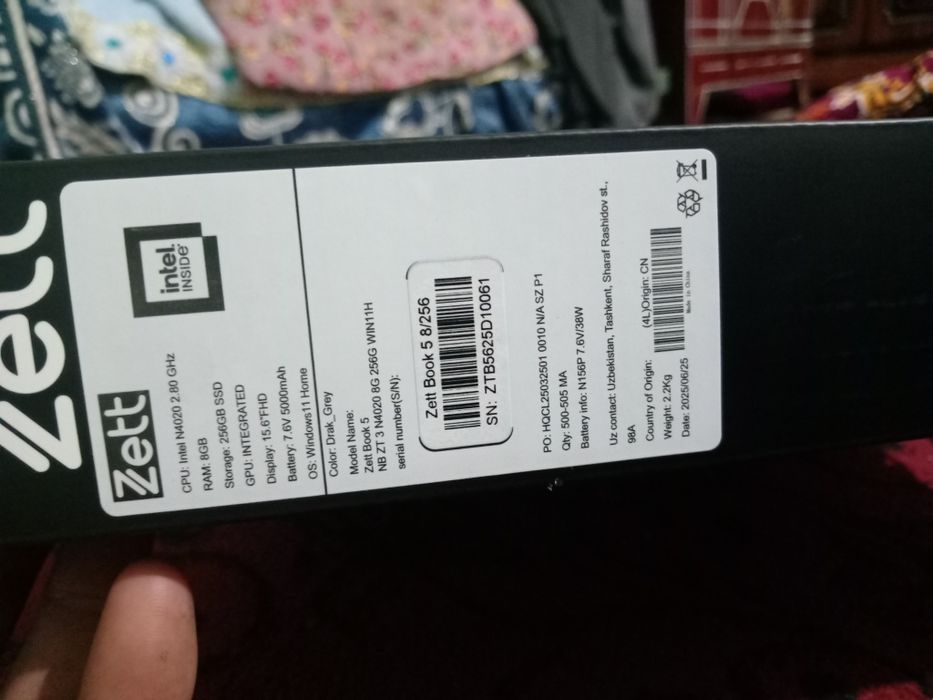 Zett
Zett
intel.
INSIDE
CPU: Intel N4020 2.80 GHz
RAM: 8GB
Storage: 256GB SSD
GPU: INTEGRATED
Display: 15.6"FHD
Battery: 7.6V 5000mAh
OS: Windows11 Home
Color: Drak_Grey
Model Name:
Zett Book 5
NB ZT 3 N4020 8G 256G WIN11H
serial number(S/N):
Zett Book 5 8/256
SN: ZTB5625D10061
PO: HQCL25032501 0010 N/A SZ P1
Qty: 500-505 MA
Battery info: N156P 7.6V/38W
Uz contact: Uzbekistan, Tashkent, Sharaf Rashidov st.,
98A
Country of Origin: (4L)Origin: CN
Made in China
Weight: 2.2Kg
Date: 2025/06/25